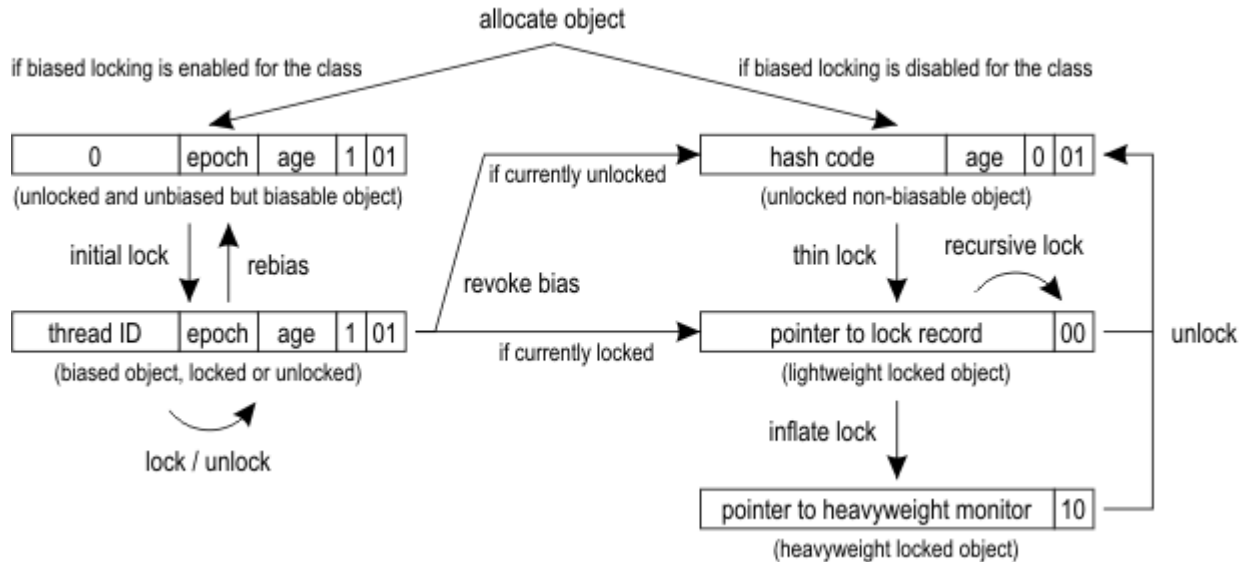 allocate object
if biased locking is enabled for the class
if biased locking is disabled for the class
0 epoch age 1 01
(unlocked and unbiased but biasable object)
if currently unlocked
hash code age 0 01
(unlocked non-biasable object)
initial lock
rebias
revoke bias
thin lock
recursive lock
thread ID epoch age 1 01
(biased object, locked or unlocked)
lock / unlock
if currently locked
pointer to lock record 00
(lightweight locked object)
unlock
inflate lock
pointer to heavyweight monitor 10
(heavyweight locked object)